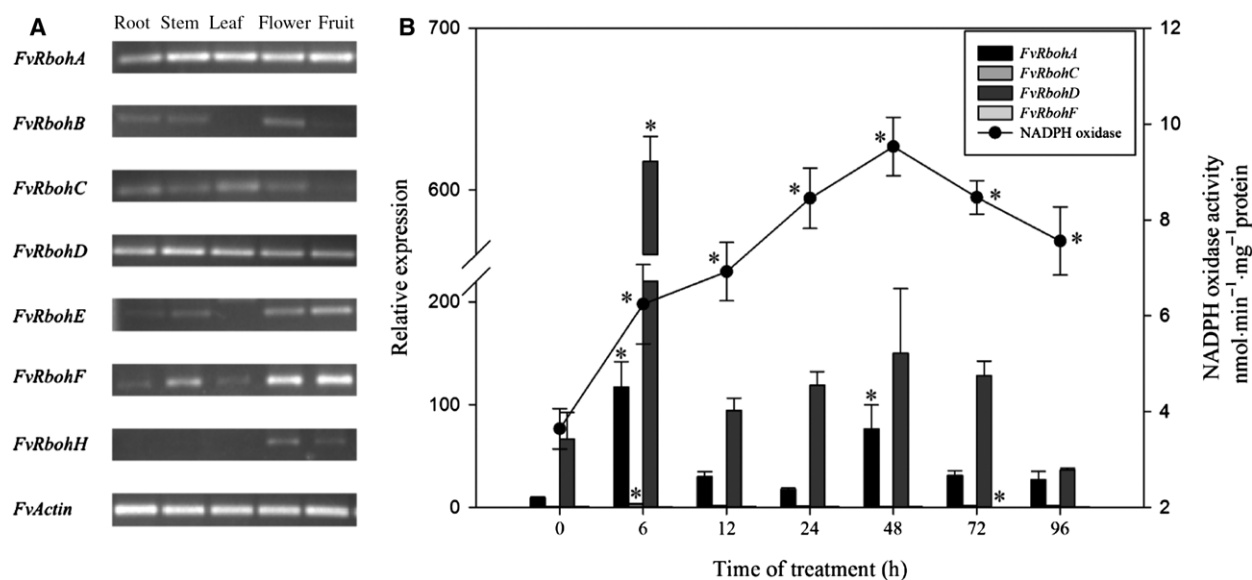 A
Root Stem Leaf Flower Fruit
FvRbohA
FvRbohB
FvRbohC
FvRbohD
FvRbohE
FvRbohF
FvRbohH
FvActin
B
Relative expression
700
600
200
100
0
FvRbohA
FvRbohC
FvRbohD
FvRbohF
NADPH oxidase
* * * * * * * * * * *
12
10
8
6
4
2
NADPH oxidase activity
nmol·min⁻¹·mg⁻¹protein
0 6 12 24 48 72 96
Time of treatment (h)